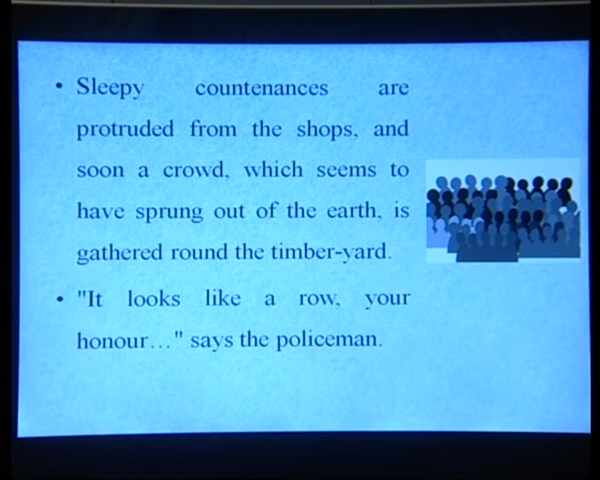 • Sleepy countenances are
protruded from the shops, and
soon a crowd, which seems to
have sprung out of the earth, is
gathered round the timber-yard.
• "It looks like a row, your
honour…" says the policeman.